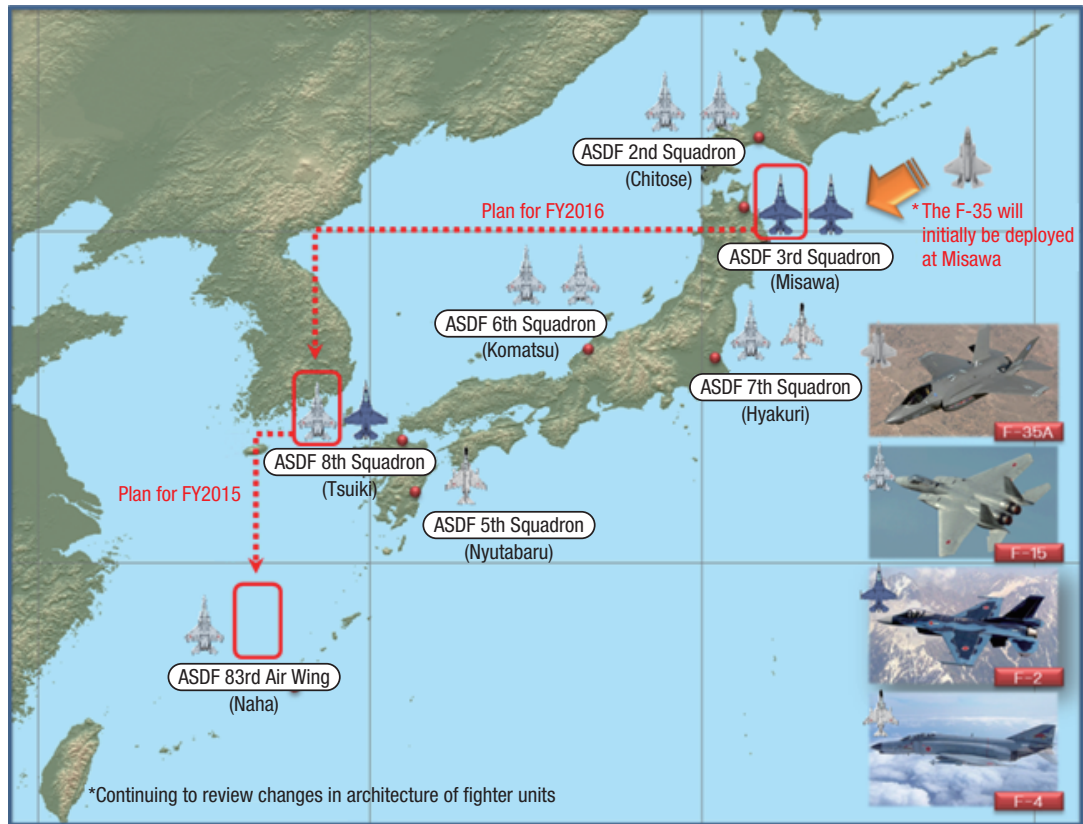 ASDF 2nd Squadron
(Chitose)
Plan for FY2016
* The F-35 will
initially be deployed
at Misawa
ASDF 3rd Squadron
(Misawa)
ASDF 6th Squadron
(Komatsu)
ASDF 7th Squadron
(Hyakuri)
F-35A
ASDF 8th Squadron
(Tsuiki)
Plan for FY2015
ASDF 5th Squadron
(Nyutabaru)
F-15
ASDF 83rd Air Wing
(Naha)
F-2
*Continuing to review changes in architecture of fighter units
F-4